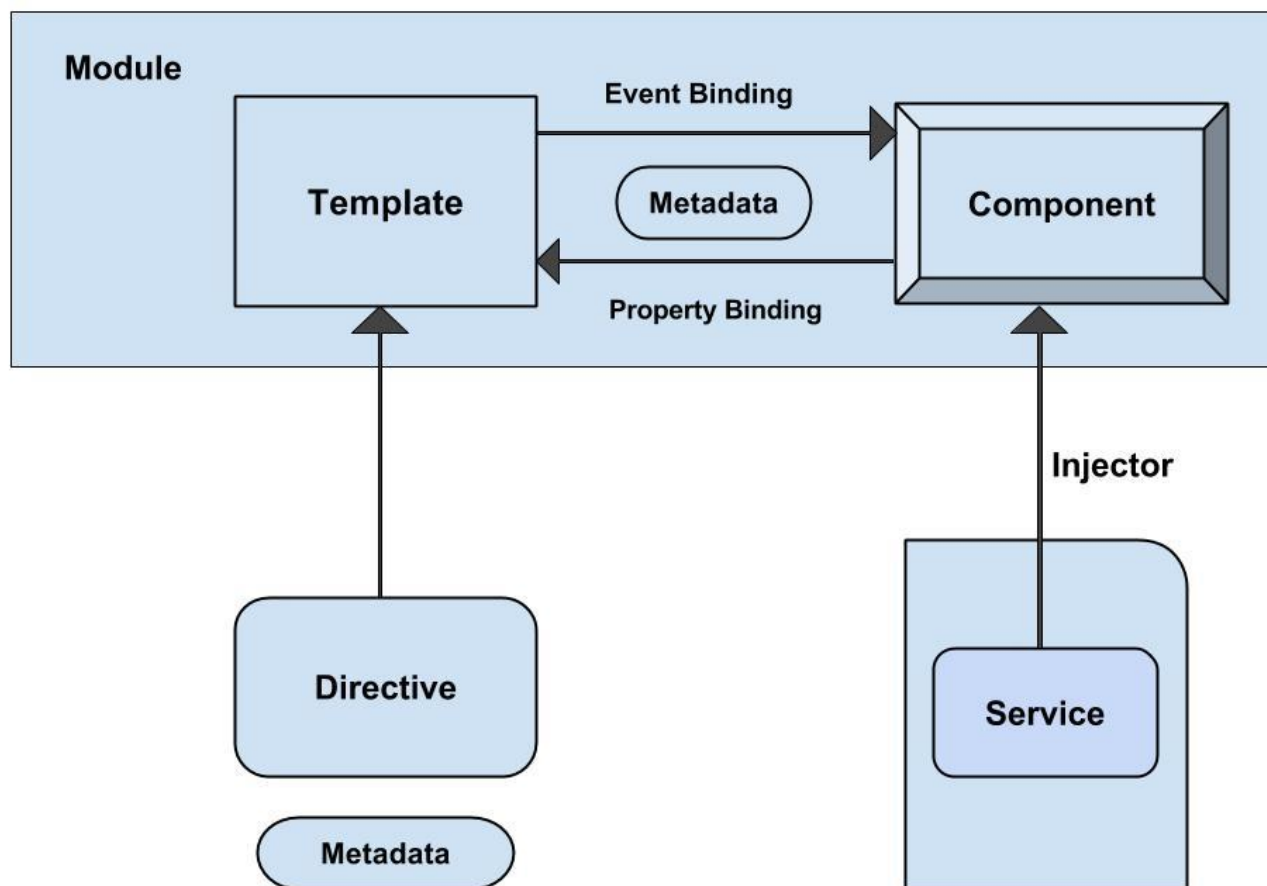 Module
Event Binding
Template
Metadata
Component
Property Binding
Injector
Directive
Service
Metadata